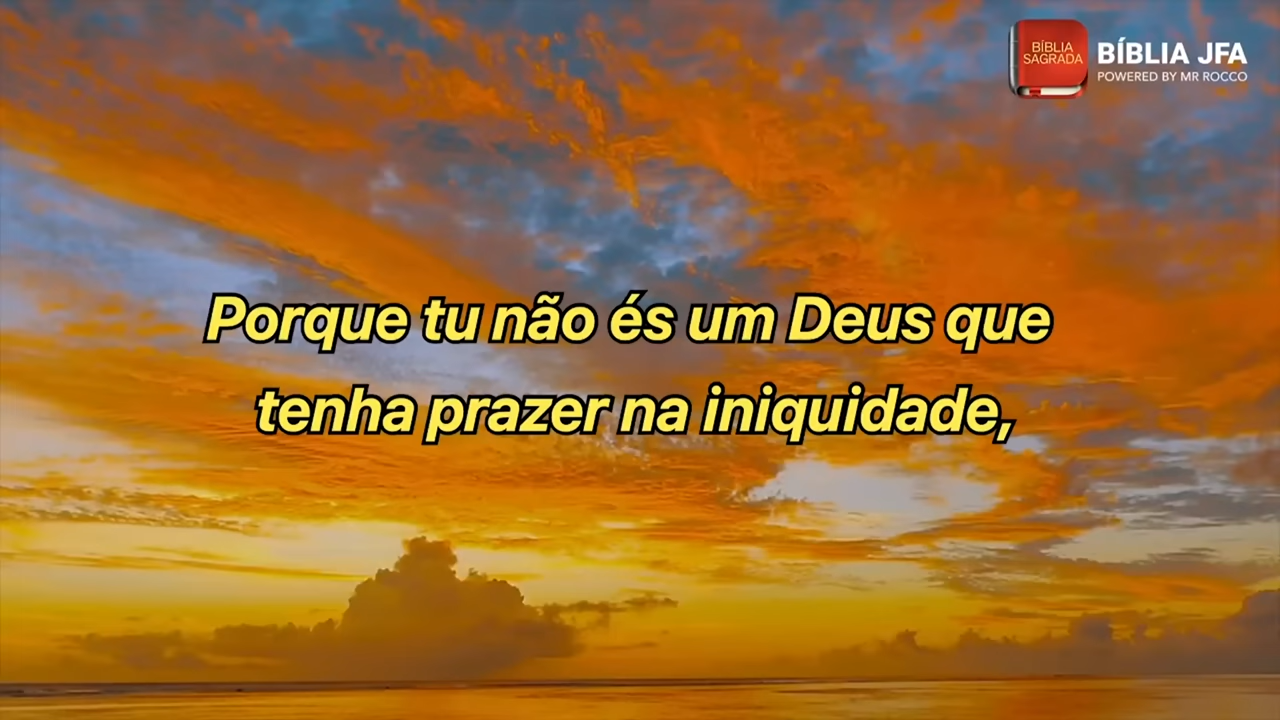 BÍBLIA
SAGRADA
BÍBLIA JFA
POWERED BY MR ROCCO
Porque tu não és um Deus que
tenha prazer na iniquidade,